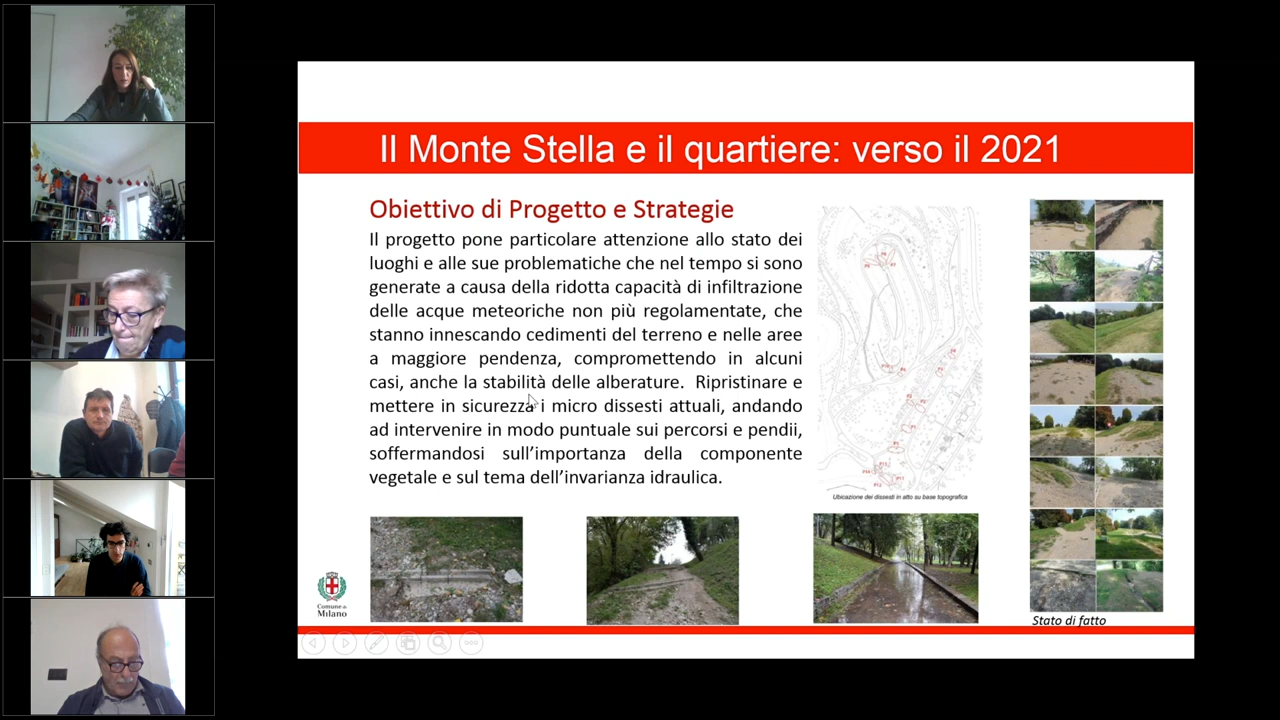 Il Monte Stella e il quartiere: verso il 2021
Obiettivo di Progetto e Strategie
Il progetto pone particolare attenzione allo stato dei
luoghi e alle sue problematiche che nel tempo si sono
generate a causa della ridotta capacità di infiltrazione
delle acque meteoriche non più regolamentate, che
stanno innescando cedimenti del terreno e nelle aree
a maggiore pendenza, compromettendo in alcuni
casi, anche la stabilità delle alberature. Ripristinare e
mettere in sicurezza i micro dissesti attuali, andando
ad intervenire in modo puntuale sui percorsi e pendii,
soffermandosi sull'importanza della componente
vegetale e sul tema dell'invarianza idraulica.
Ubicazione dei dissesti in atto su base topografica
Comune di
Milano
Stato di fatto